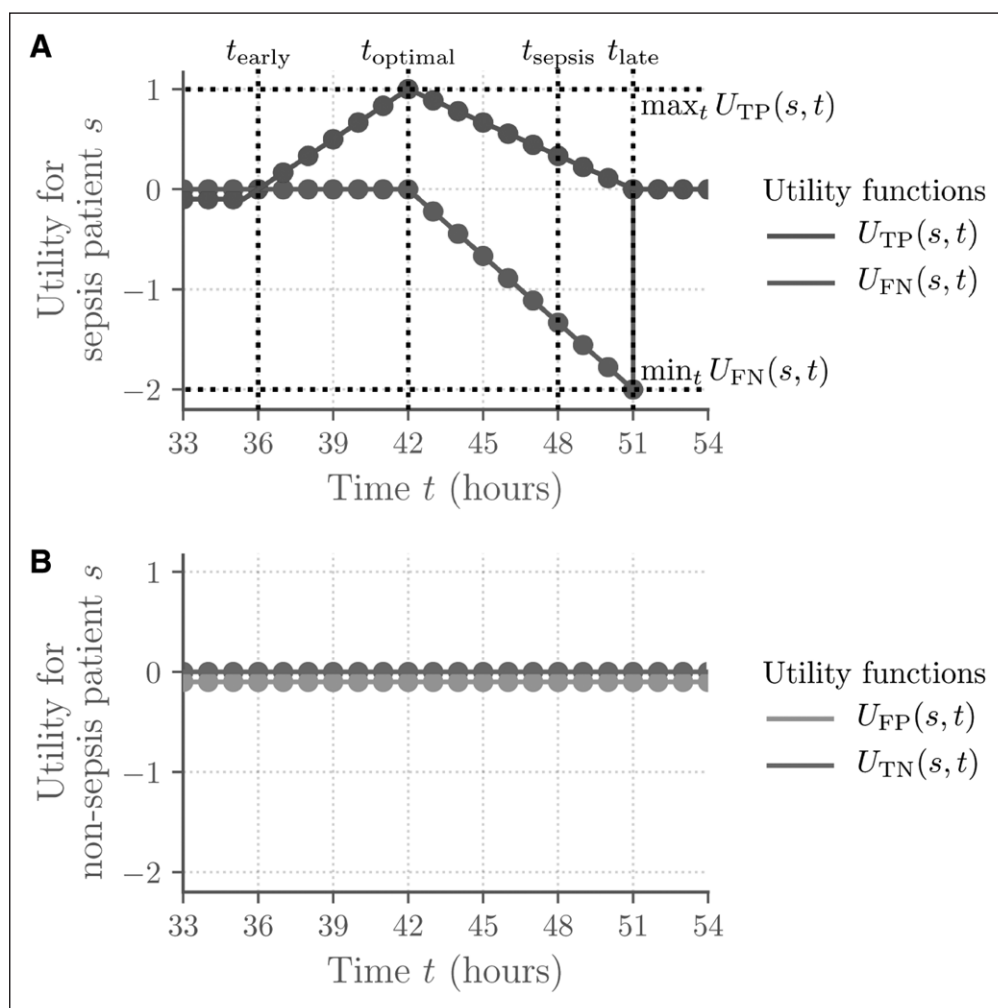 A
t_early t_optimal t_sepsis t_late
1
max_t U_TP(s, t)
0
−1
min_t U_FN(s, t)
−2
Utility for
sepsis patient s
33 36 39 42 45 48 51 54
Time t (hours)
Utility functions
U_TP(s, t)
U_FN(s, t)
B
1
0
−1
−2
Utility for
non-sepsis patient s
33 36 39 42 45 48 51 54
Time t (hours)
Utility functions
U_FP(s, t)
U_TN(s, t)